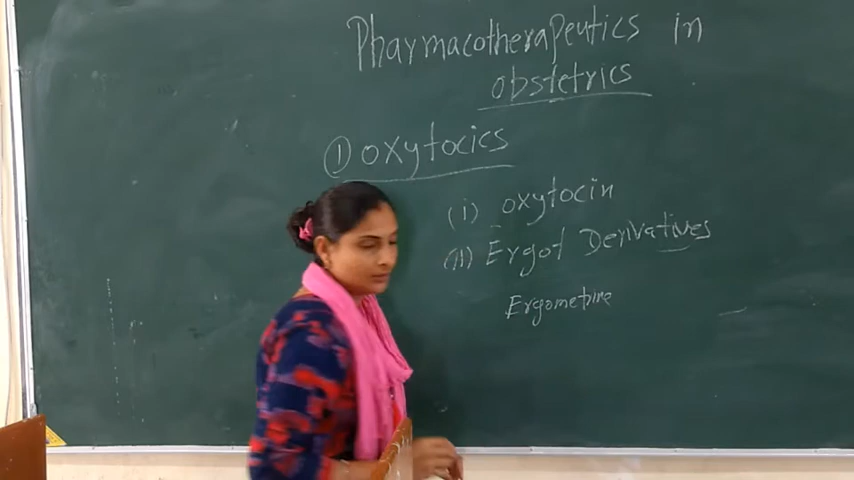 Pharmacotherapeutics in
obstetrics
① oxytocics
(i) oxytocin
(ii) Ergot Derivatives
Ergometrine